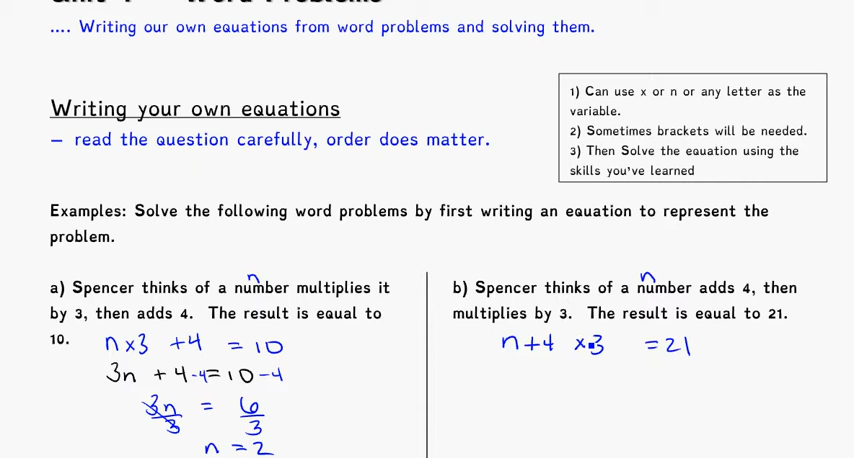 .... Writing our own equations from word problems and solving them.
Writing your own equations
– read the question carefully, order does matter.
1) Can use x or n or any letter as the
variable.
2) Sometimes brackets will be needed.
3) Then Solve the equation using the
skills you've learned
Examples: Solve the following word problems by first writing an equation to represent the
problem.
n
a) Spencer thinks of a number multiplies it
by 3, then adds 4. The result is equal to
10.
n×3 +4 = 10
3n + 4 -4 = 10 -4
3n/3 = 6/3
n = 2
n
b) Spencer thinks of a number adds 4, then
multiplies by 3. The result is equal to 21.
n+4 ×3 = 21